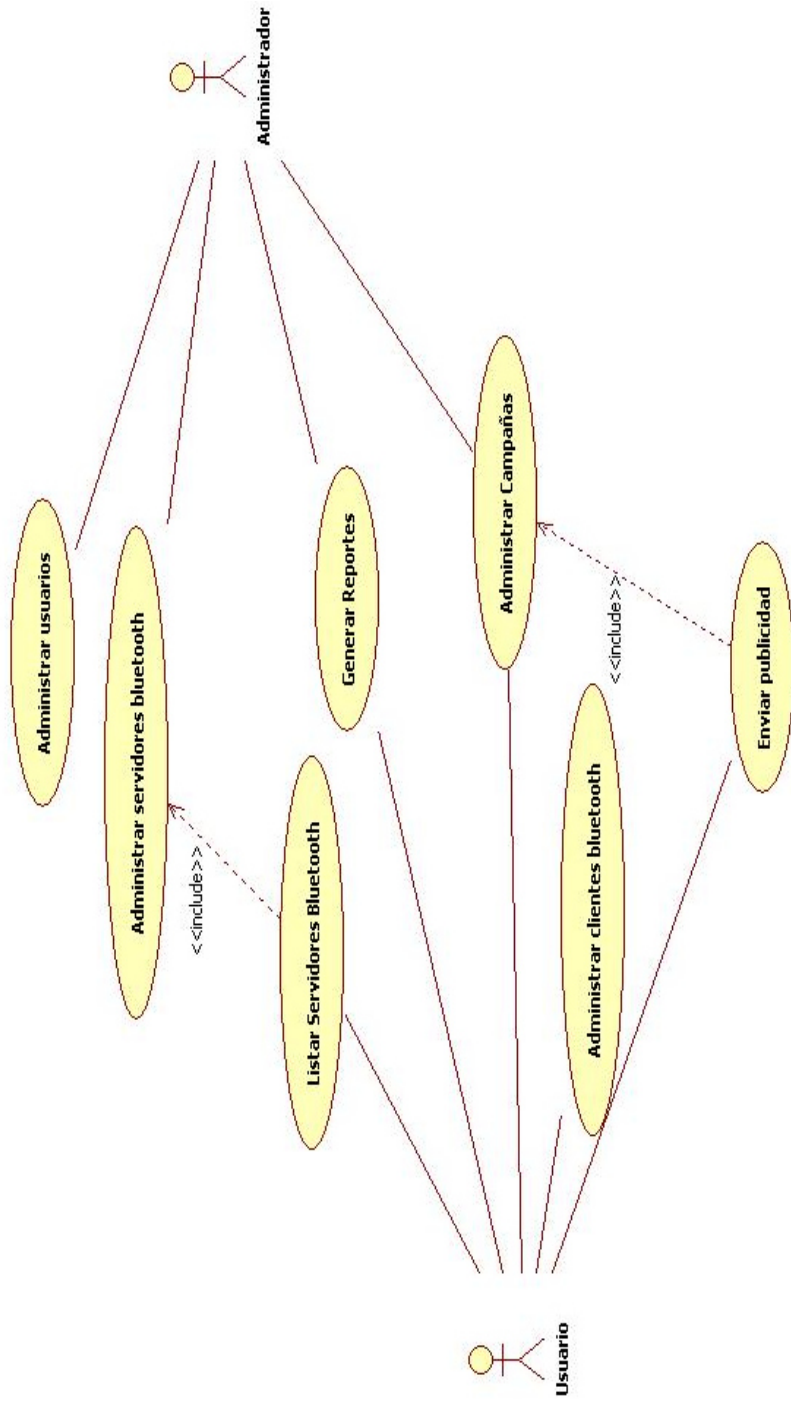 Administrar usuarios
Administrar servidores bluetooth
<<include>>
Administrador
Listar Servidores Bluetooth
Generar Reportes
Usuario
Administrar Campañas
Administrar clientes bluetooth
<<include>>
Enviar publicidad